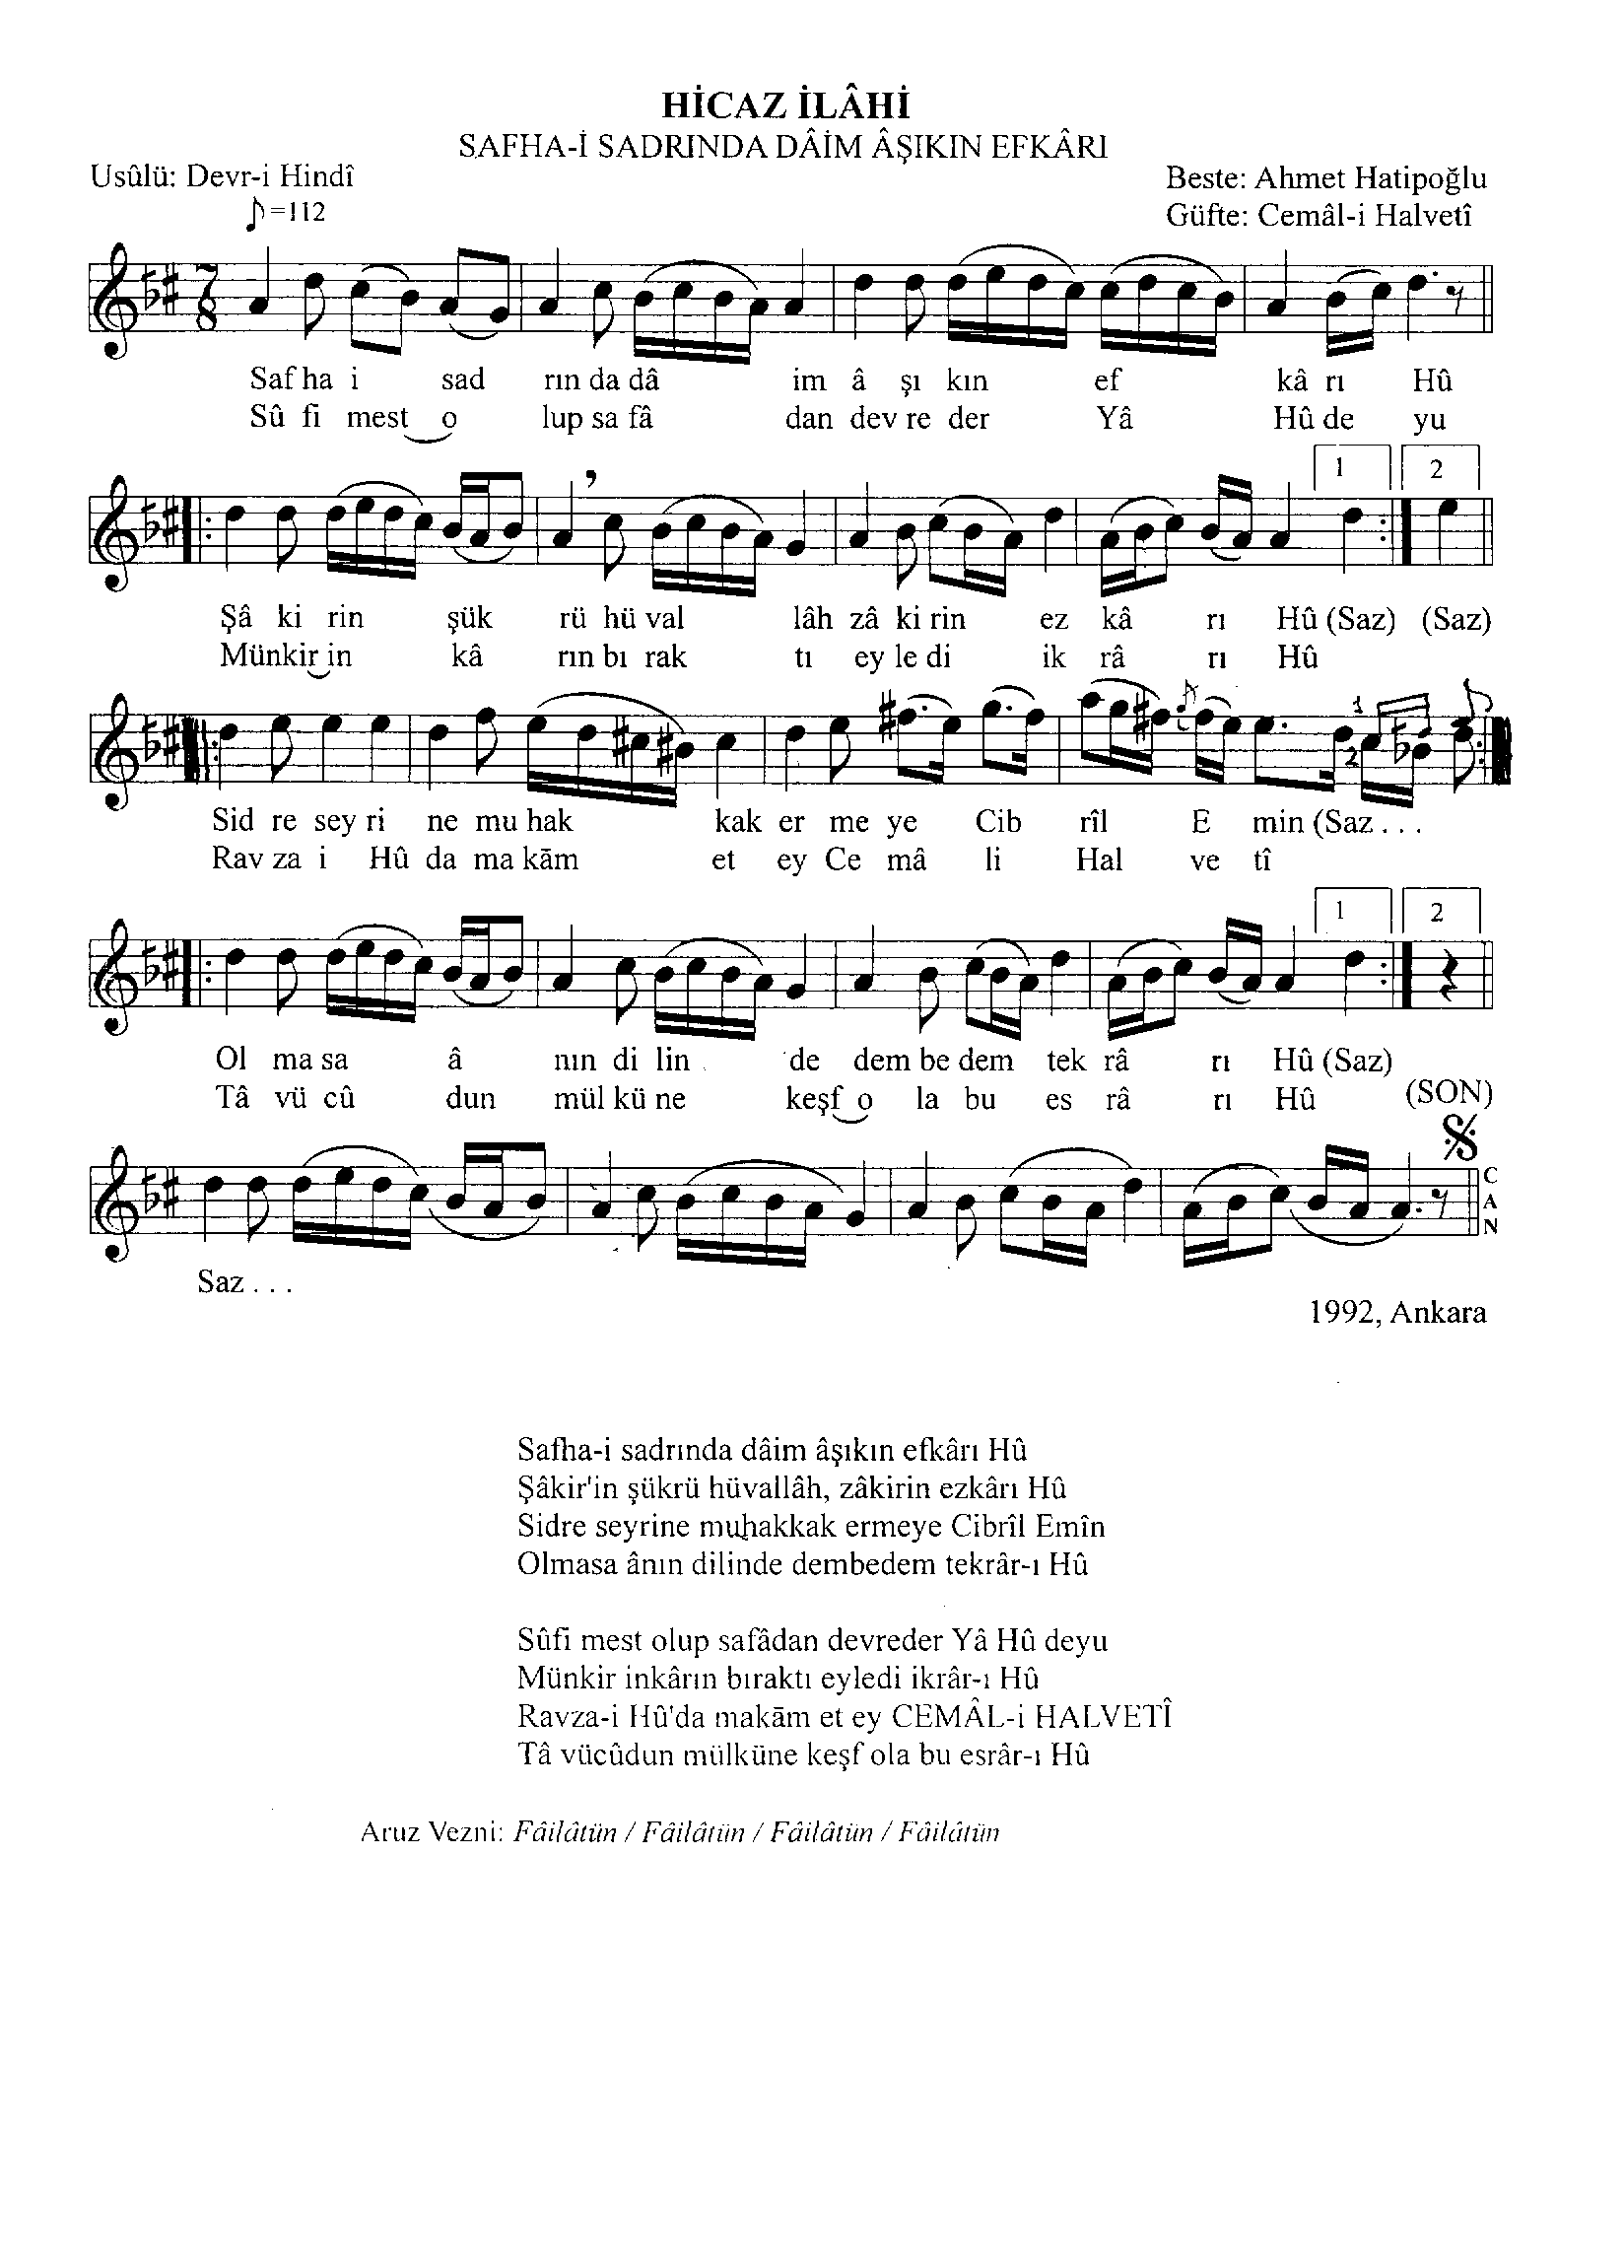 HİCAZ İLÂHİ
SAFHA-İ SADRINDA DÂİM ÂŞIKIN EFKÂRI
Usûlü: Devr-i Hindî
Beste: Ahmet Hatipoğlu
♪=112
Güfte: Cemâl-i Halvetî
7
8
Saf ha i sad rın da dâ im â şı kın ef kâ rı Hû
Sû fi mest o lup sa fâ dan dev re der Yâ Hû de yu
1 2
Şâ ki rin şük rü hü val lâh zâ ki rin ez kâ rı Hû (Saz) (Saz)
Münkir in kâ rın bı rak tı ey le di ik râ rı Hû
1
2
Sid re sey ri ne mu hak kak er me ye Cib rîl E min (Saz . . .
Rav za i Hû da ma kām et ey Ce mâ li Hal ve tî
1 2
Ol ma sa â nın di lin de dem be dem tek râ rı Hû (Saz)
Tâ vü cû dun mül kü ne keşf o la bu es râ rı Hû (SON)
C
A
N
Saz . . .
1992, Ankara
Safha-i sadrında dâim âşıkın efkârı Hû
Şâkir'in şükrü hüvallâh, zâkirin ezkârı Hû
Sidre seyrine muhakkak ermeye Cibrîl Emîn
Olmasa ânın dilinde dembedem tekrâr-ı Hû
Sûfi mest olup safâdan devreder Yâ Hû deyu
Münkir inkârın bıraktı eyledi ikrâr-ı Hû
Ravza-i Hû'da makām et ey CEMÂL-i HALVETÎ
Tâ vücûdun mülküne keşf ola bu esrâr-ı Hû
Aruz Vezni: Fâilâtün / Fâilâtün / Fâilâtün / Fâilâtün